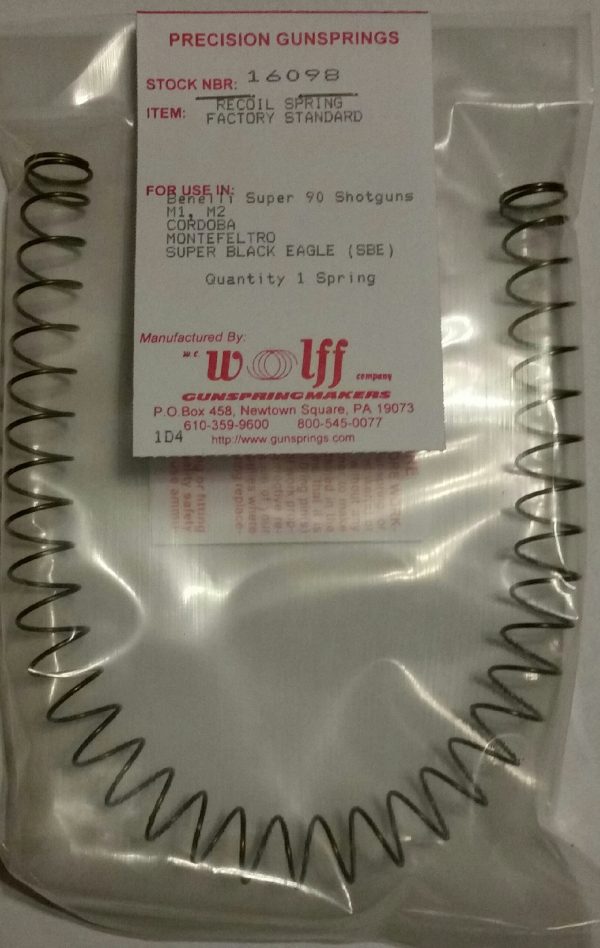 PRECISION GUNSPRINGS
STOCK NBR: 16098
ITEM: RECOIL SPRING
FACTORY STANDARD
FOR USE IN:
Benelli Super 90 Shotguns
M1, M2
CORDOBA
MONTEFELTRO
SUPER BLACK EAGLE (SBE)
Quantity 1 Spring
Manufactured By:
w.c. wolff company
GUNSPRINGMAKERS
P.O.Box 458, Newtown Square, PA 19073
610-359-9600 800-545-0077
1D4 http://www.gunsprings.com